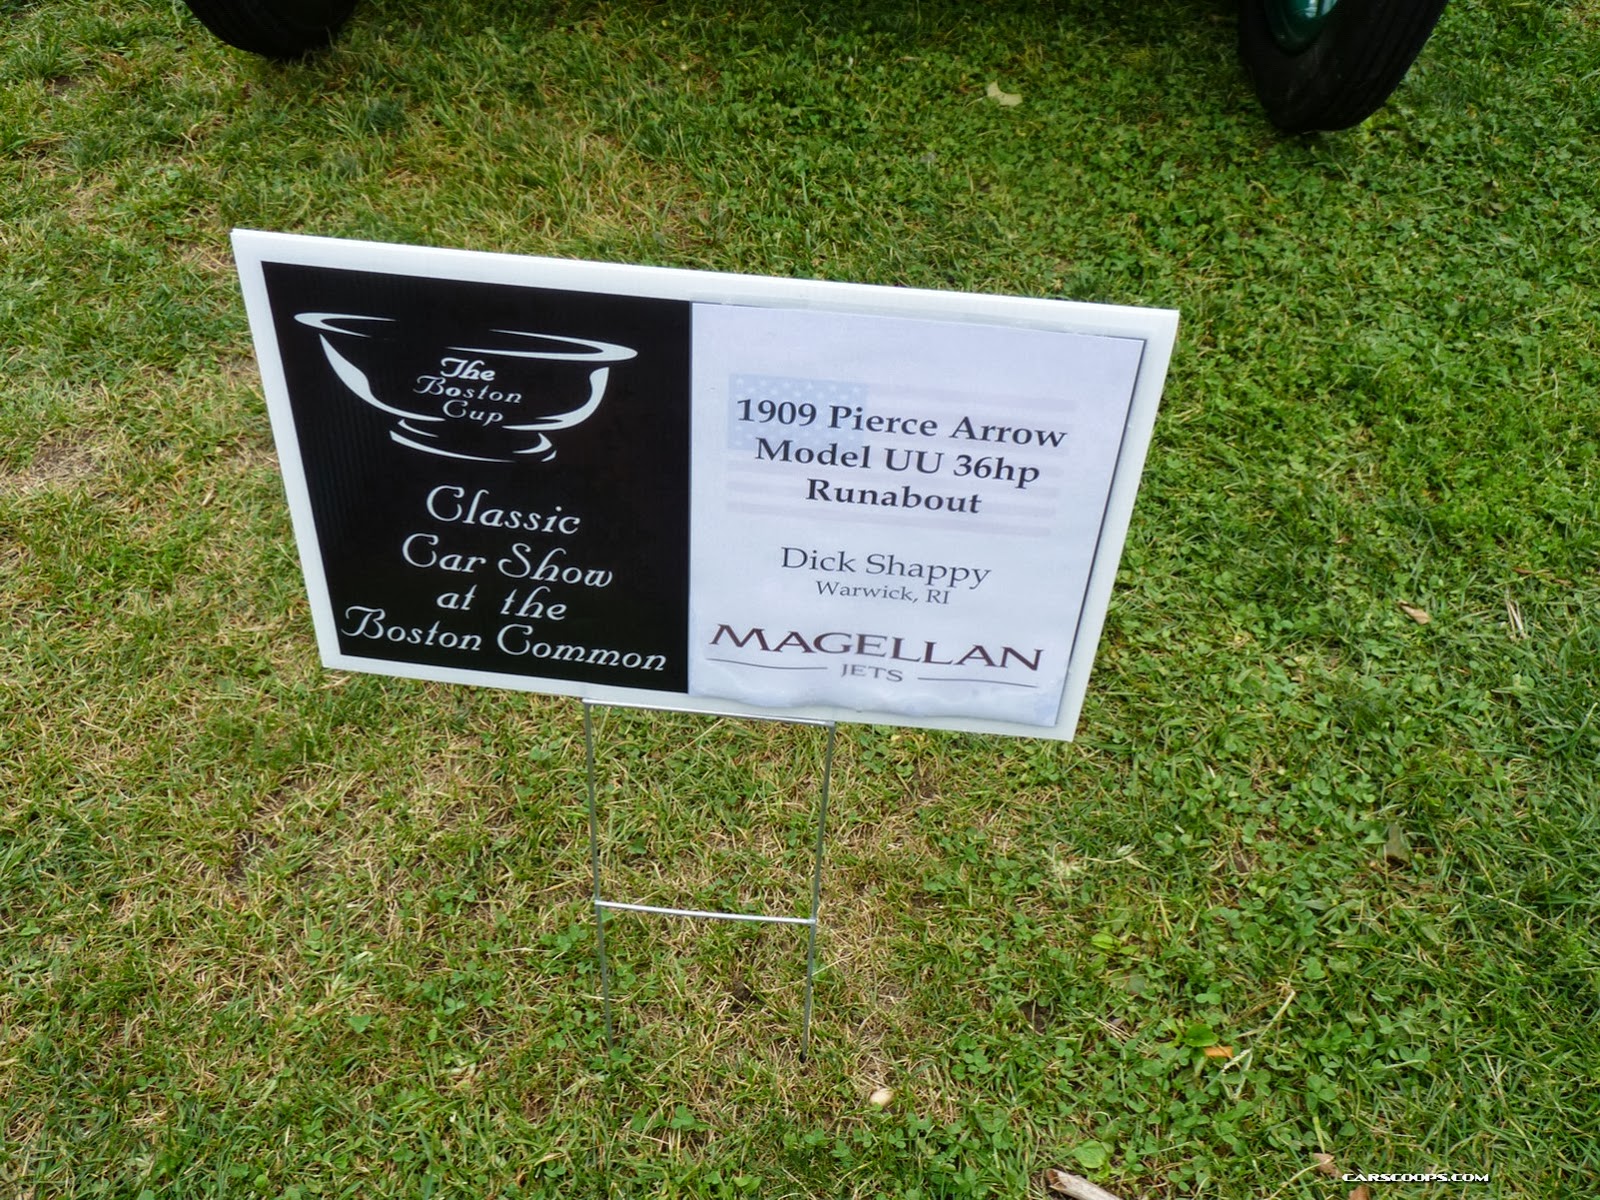 The
Boston
Cup
Classic
Car Show
at the
Boston Common
1909 Pierce Arrow
Model UU 36hp
Runabout
Dick Shappy
Warwick, RI
MAGELLAN
JETS
CARSCOOPS.COM